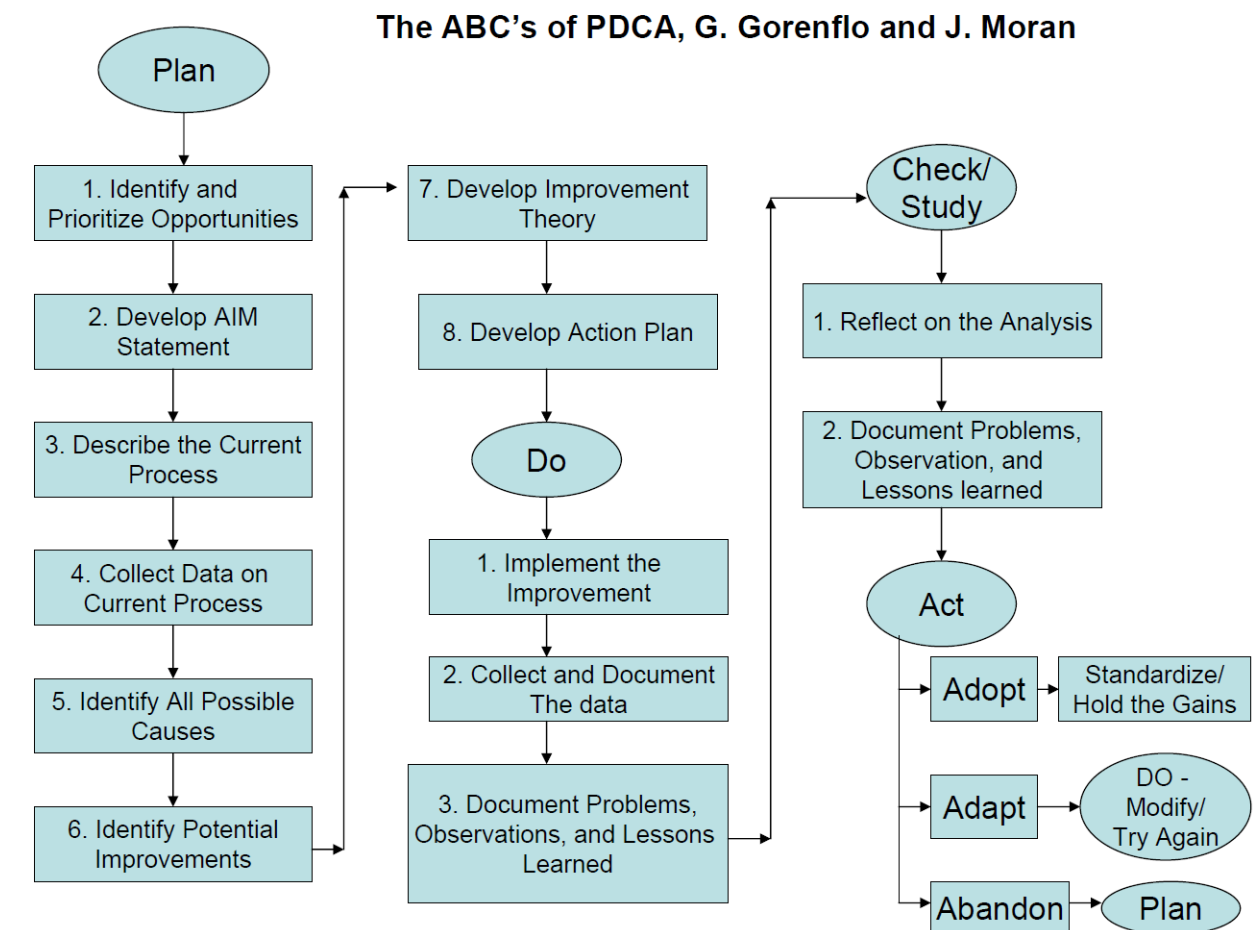 The ABC’s of PDCA, G. Gorenflo and J. Moran
Plan
1. Identify and
Prioritize Opportunities
2. Develop AIM
Statement
3. Describe the Current
Process
4. Collect Data on
Current Process
5. Identify All Possible
Causes
6. Identify Potential
Improvements
7. Develop Improvement
Theory
8. Develop Action Plan
Do
1. Implement the
Improvement
2. Collect and Document
The data
3. Document Problems,
Observations, and Lessons
Learned
Check/
Study
1. Reflect on the Analysis
2. Document Problems,
Observation, and
Lessons learned
Act
Adopt
Standardize/
Hold the Gains
Adapt
DO -
Modify/
Try Again
Abandon
Plan